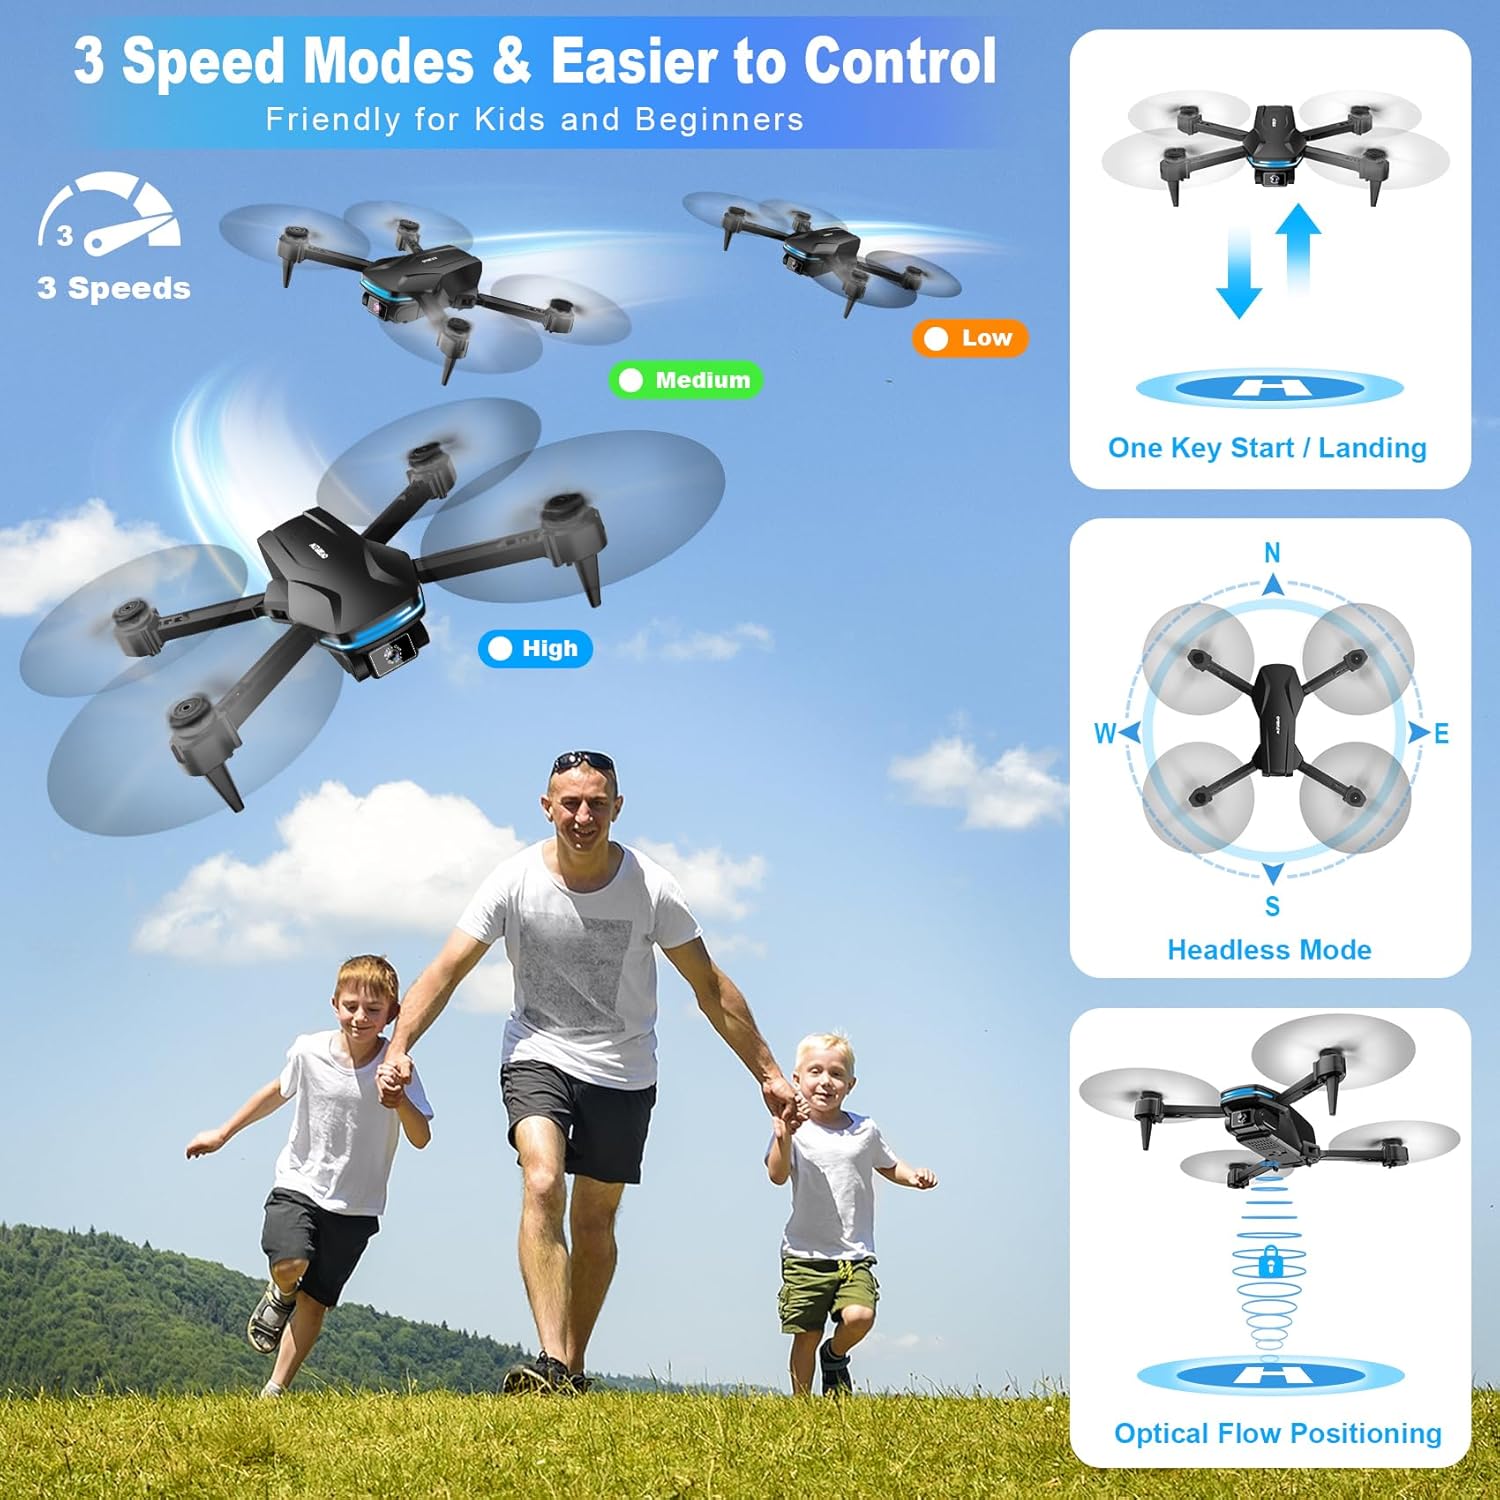 3 Speed Modes & Easier to Control
Friendly for Kids and Beginners
3
3 Speeds
Low
Medium
High
H
One Key Start / Landing
N
W
E
S
Headless Mode
H
Optical Flow Positioning